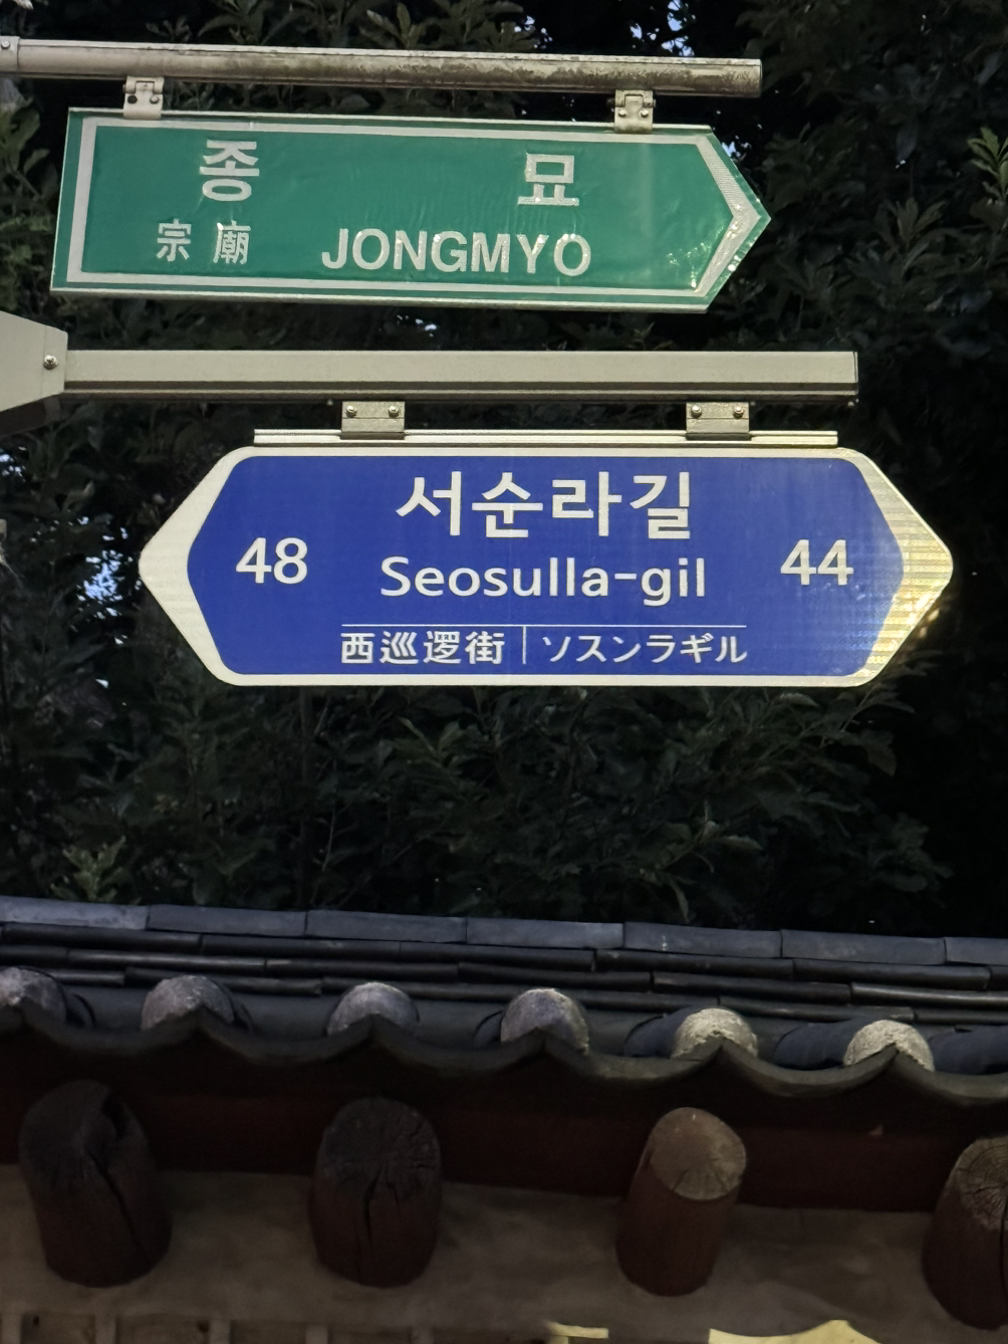 종 묘
宗廟 JONGMYO
서순라길
48 Seosulla-gil 44
西巡逻街 | ソスンラギル